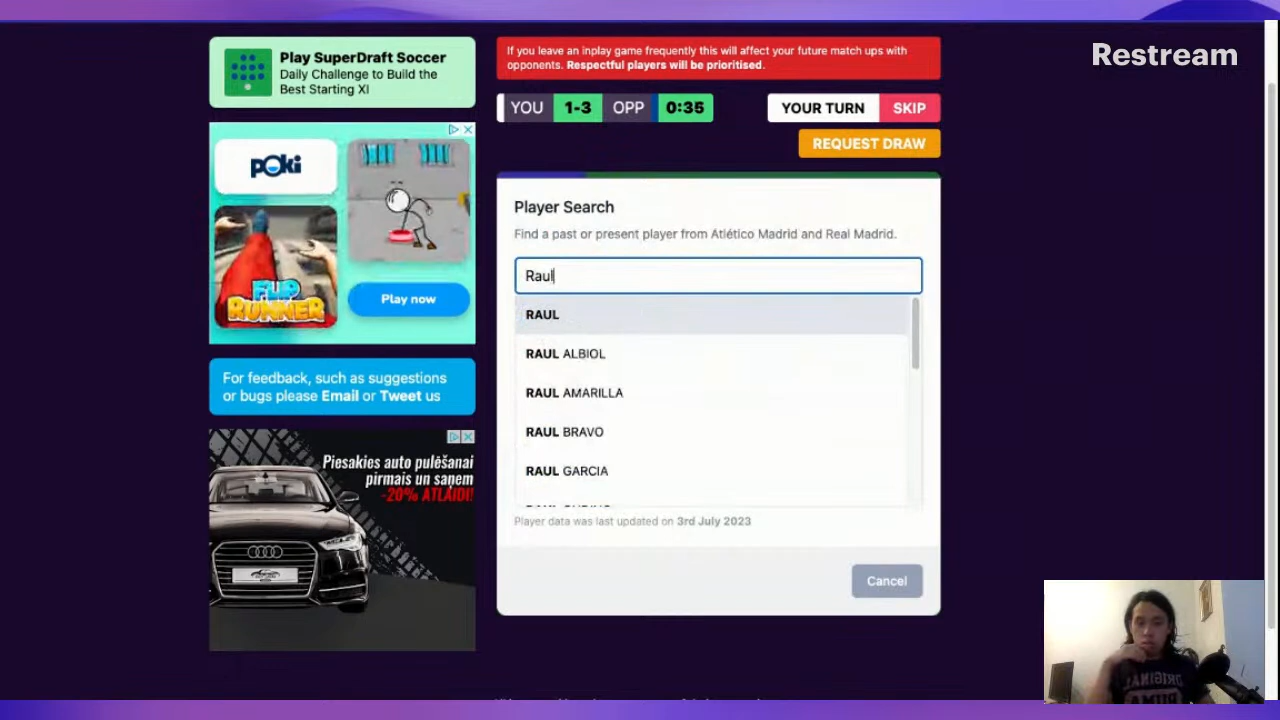 Restream
Play SuperDraft Soccer
Daily Challenge to Build the
Best Starting XI
poki
FLIP
RUNNER
Play now
For feedback, such as suggestions
or bugs please Email or Tweet us
Piesakies auto pulēšanai
pirmais un saņem
-20% ATLAIDI!
If you leave an inplay game frequently this will affect your future match ups with
opponents. Respectful players will be prioritised.
YOU 1-3 OPP 0:35
YOUR TURN SKIP
REQUEST DRAW
Player Search
Find a past or present player from Atlético Madrid and Real Madrid.
Raul
RAUL
RAUL ALBIOL
RAUL AMARILLA
RAUL BRAVO
RAUL GARCIA
Player data was last updated on 3rd July 2023
Cancel
ORIGINAL
PUMA